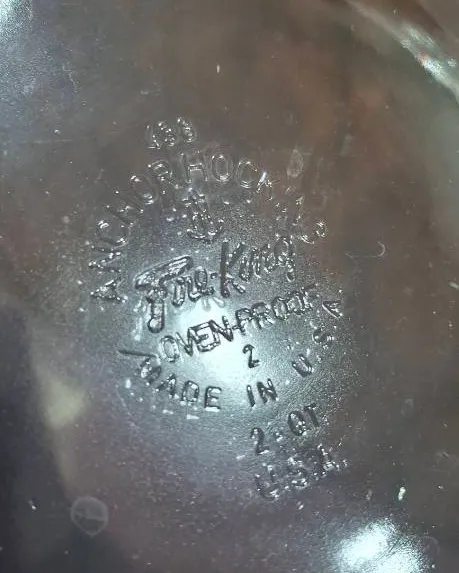 ANCHOR HOCKING
Fire-King
OVEN-PROOF
2
MADE IN U.S.A.
2-QT
U.S.A.